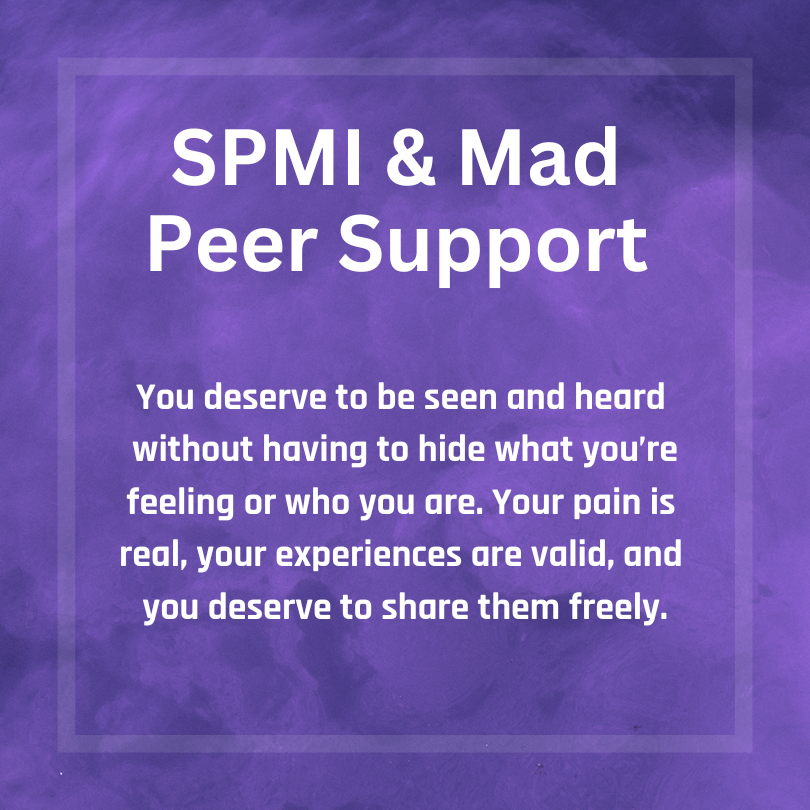 SPMI & Mad
Peer Support
You deserve to be seen and heard
without having to hide what you’re
feeling or who you are. Your pain is
real, your experiences are valid, and
you deserve to share them freely.